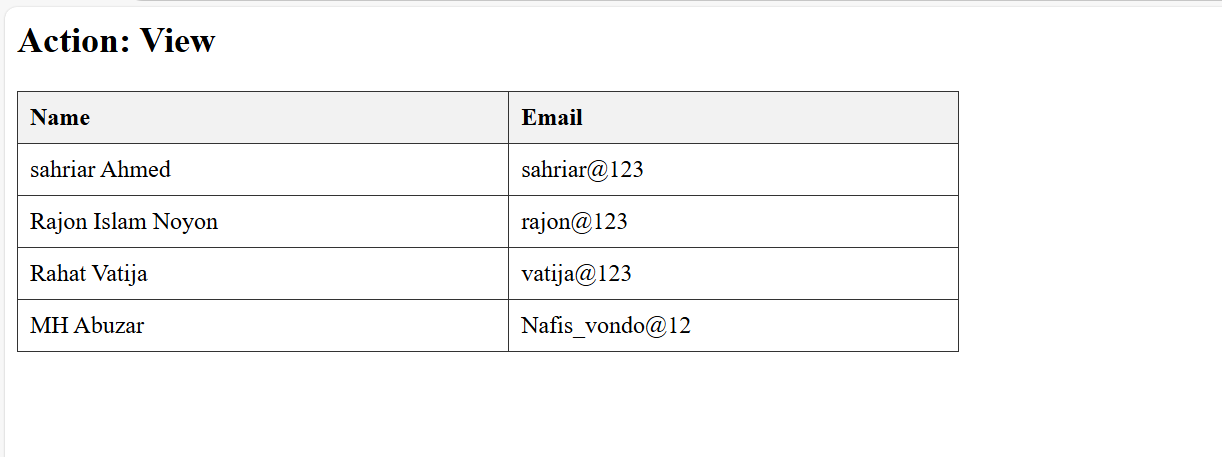 Action: View
Name Email
sahriar Ahmed sahriar@123
Rajon Islam Noyon rajon@123
Rahat Vatija vatija@123
MH Abuzar Nafis_vondo@12